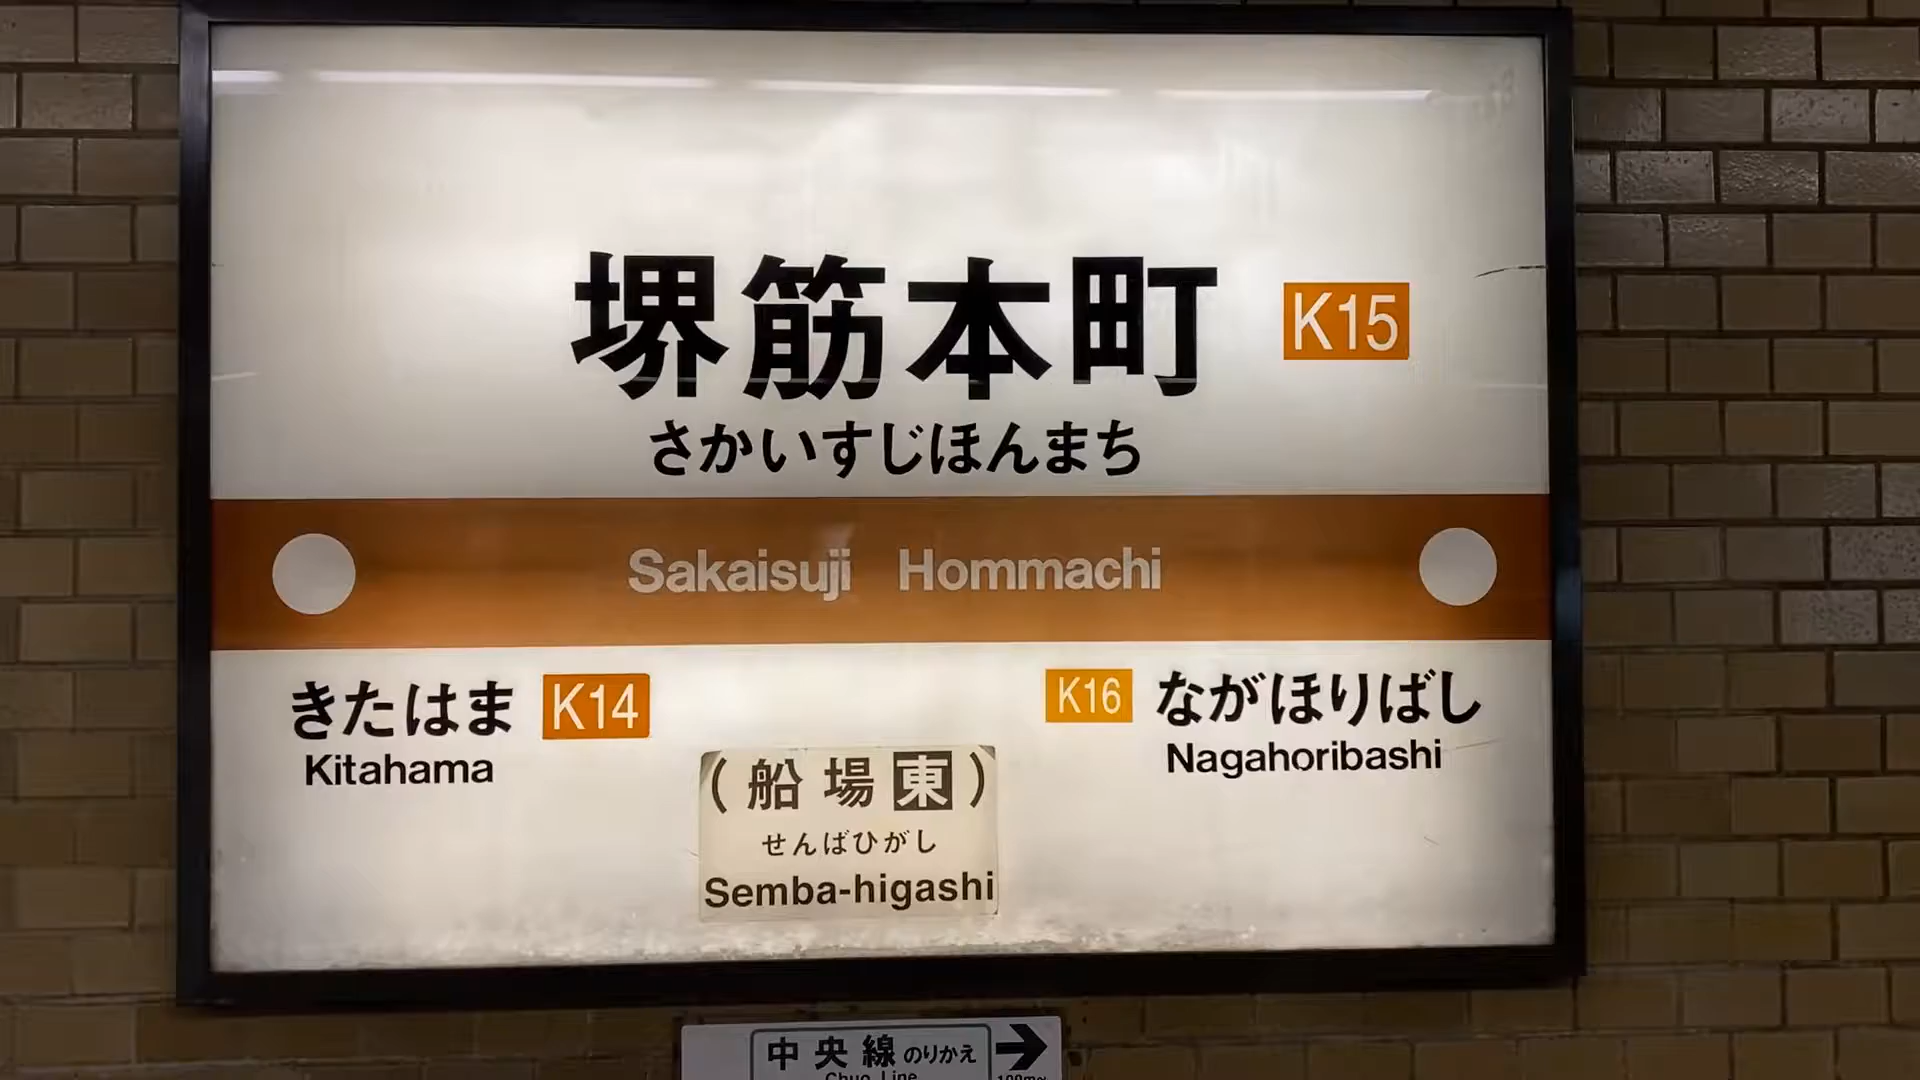 堺筋本町 K15
さかいすじほんまち
Sakaisuji Hommachi
きたはま K14
Kitahama
K16 ながほりばし
Nagahoribashi
(船場東)
せんばひがし
Semba-higashi
中央線のりかえ
Chuo Line